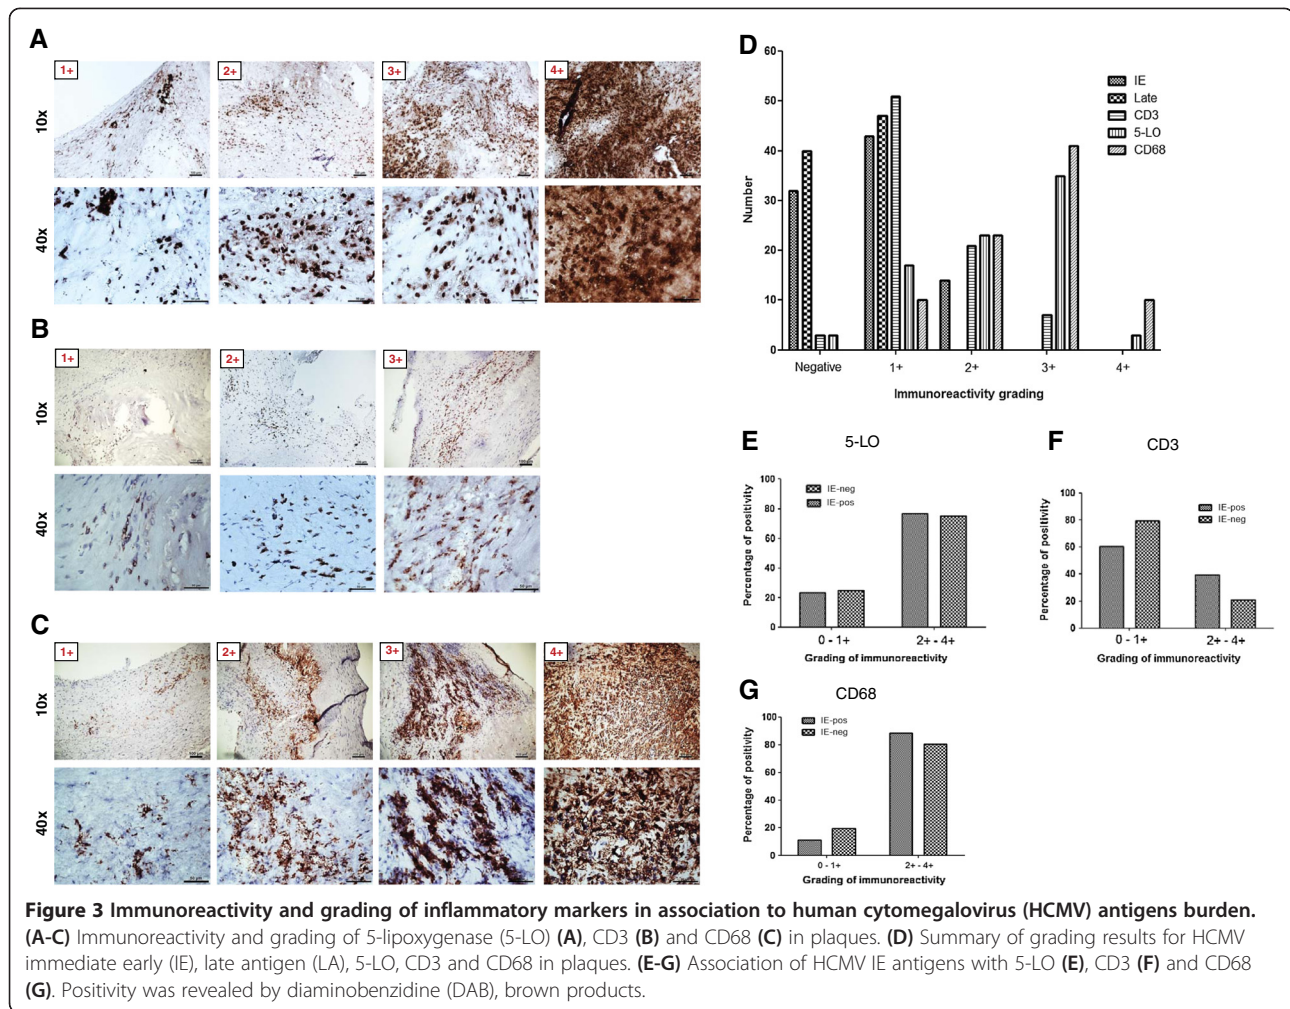 A
1+
2+
3+
4+
10x
40x
B
1+
2+
3+
10x
40x
C
1+
2+
3+
4+
10x
40x
D
60
50
40
30
20
10
0
Number
IE
Late
CD3
5-LO
CD68
Negative
1+
2+
3+
4+
Immunoreactivity grading
E
5-LO
100
80
60
40
20
0
Percentage of positivity
IE-neg
IE-pos
0 - 1+
2+ - 4+
Grading of immunoreactivity
F
CD3
100
80
60
40
20
0
Percentage of positivity
IE-pos
IE-neg
0 - 1+
2+ - 4+
Grading of immunoreactivity
G
CD68
100
80
60
40
20
0
Percentage of positivity
IE-pos
IE-neg
0 - 1+
2+ - 4+
Grading of immunoreactivity
Figure 3 Immunoreactivity and grading of inflammatory markers in association to human cytomegalovirus (HCMV) antigens burden.
(A-C) Immunoreactivity and grading of 5-lipoxygenase (5-LO) (A), CD3 (B) and CD68 (C) in plaques. (D) Summary of grading results for HCMV
immediate early (IE), late antigen (LA), 5-LO, CD3 and CD68 in plaques. (E-G) Association of HCMV IE antigens with 5-LO (E), CD3 (F) and CD68
(G). Positivity was revealed by diaminobenzidine (DAB), brown products.